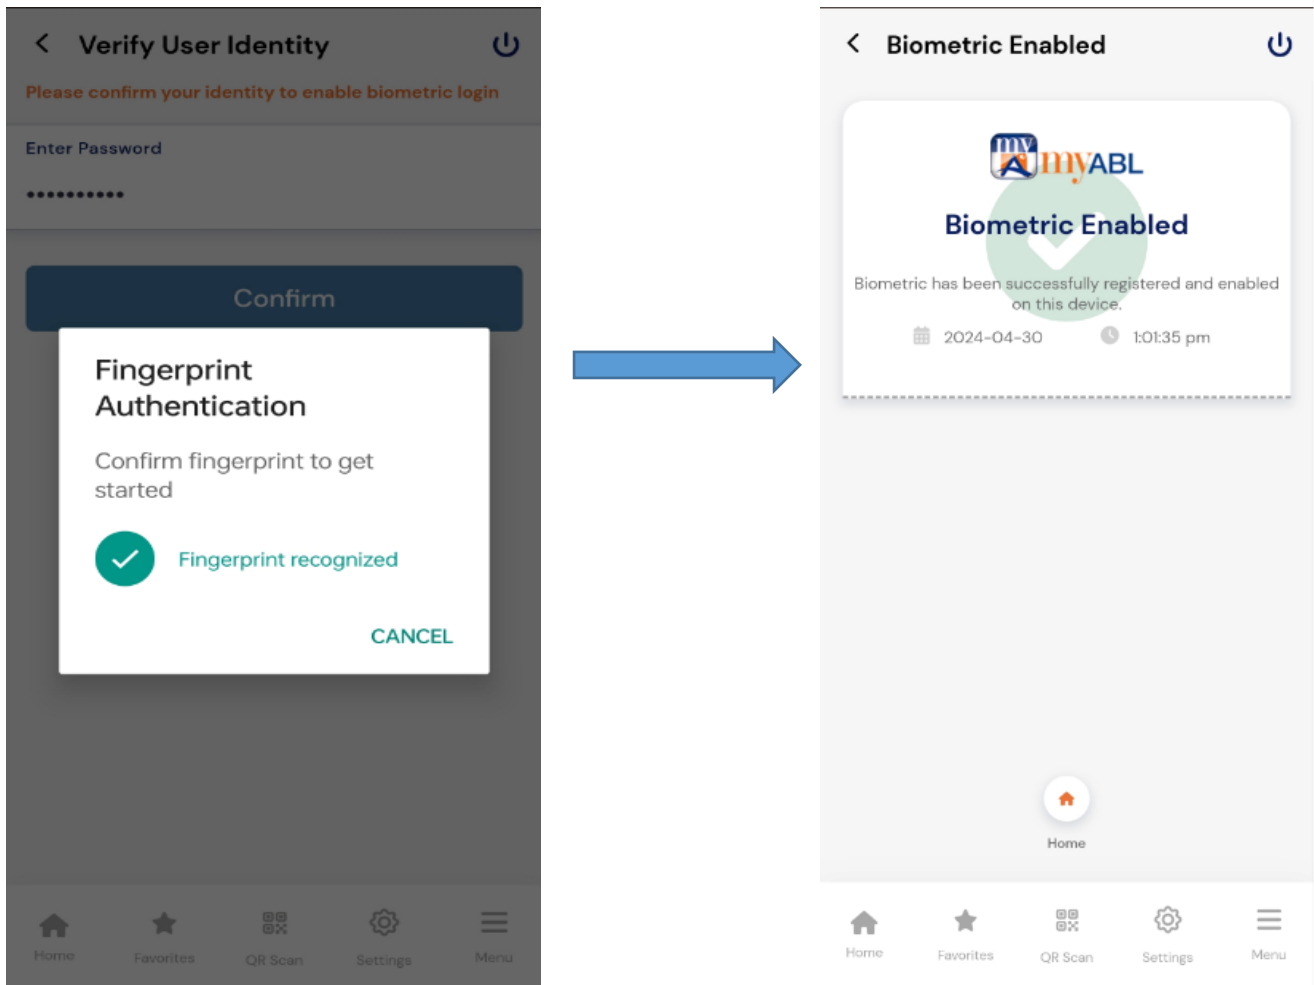 Verify User Identity
Please confirm your identity to enable biometric login
Enter Password
••••••••••
Confirm
Fingerprint
Authentication
Confirm fingerprint to get
started
Fingerprint recognized
CANCEL
Home Favorites QR Scan Settings Menu
Biometric Enabled
my A myABL
Biometric Enabled
Biometric has been successfully registered and enabled
on this device.
2024-04-30 1:01:35 pm
Home
Home Favorites QR Scan Settings Menu